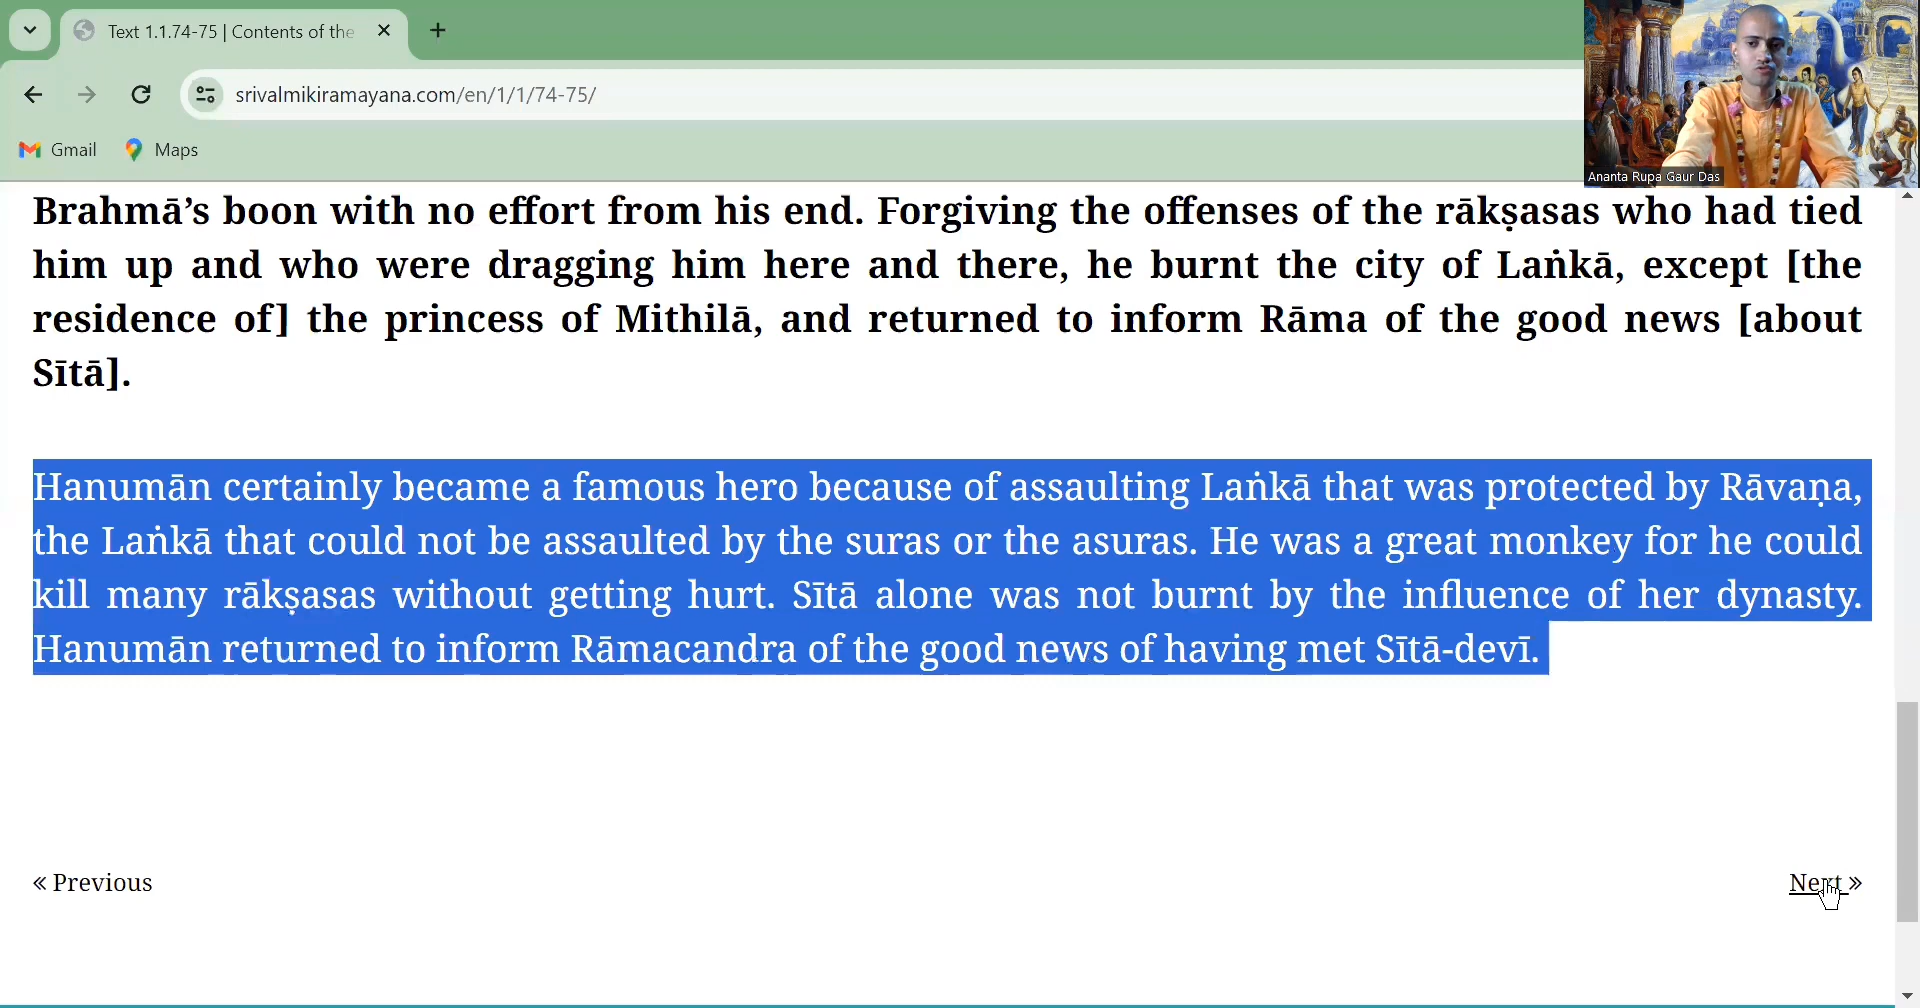 Text 1.1.74-75 | Contents of the
srivalmikiramayana.com/en/1/1/74-75/
Gmail
Maps
Ananta Rupa Gaur Das
Brahmā’s boon with no effort from his end. Forgiving the offenses of the rākṣasas who had tied
him up and who were dragging him here and there, he burnt the city of Laṅkā, except [the
residence of] the princess of Mithilā, and returned to inform Rāma of the good news [about
Sītā].
Hanumān certainly became a famous hero because of assaulting Laṅkā that was protected by Rāvaṇa,
the Laṅkā that could not be assaulted by the suras or the asuras. He was a great monkey for he could
kill many rākṣasas without getting hurt. Sītā alone was not burnt by the influence of her dynasty.
Hanumān returned to inform Rāmacandra of the good news of having met Sītā-devī.
« Previous
Next »